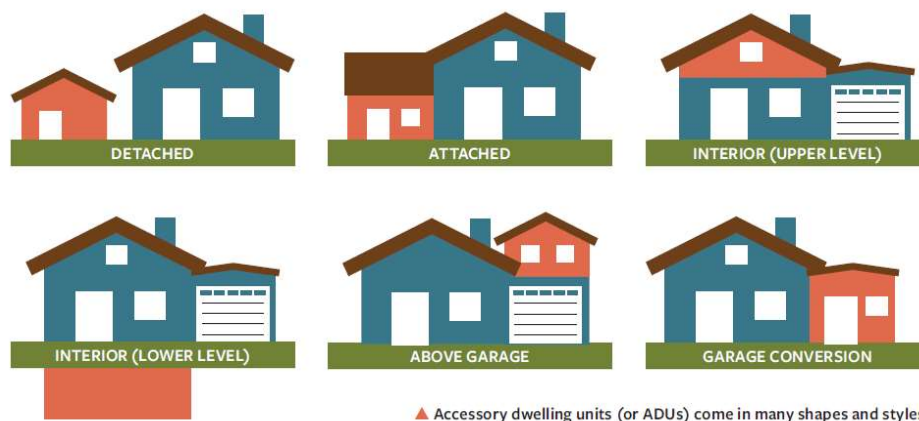 DETACHED
ATTACHED
INTERIOR (UPPER LEVEL)
INTERIOR (LOWER LEVEL)
ABOVE GARAGE
GARAGE CONVERSION
▲ Accessory dwelling units (or ADUs) come in many shapes and styles